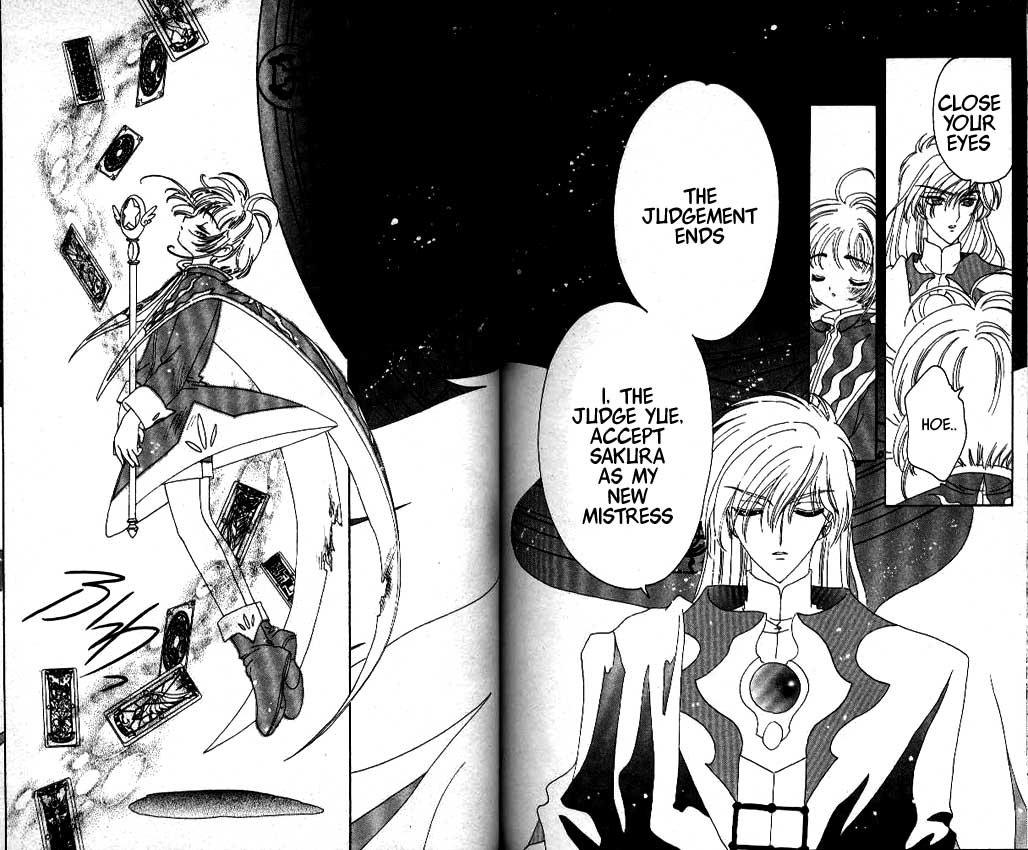 CLOSE
YOUR
EYES
HOE..
THE
JUDGEMENT
ENDS
I, THE
JUDGE YUE,
ACCEPT
SAKURA
AS MY
NEW
MISTRESS